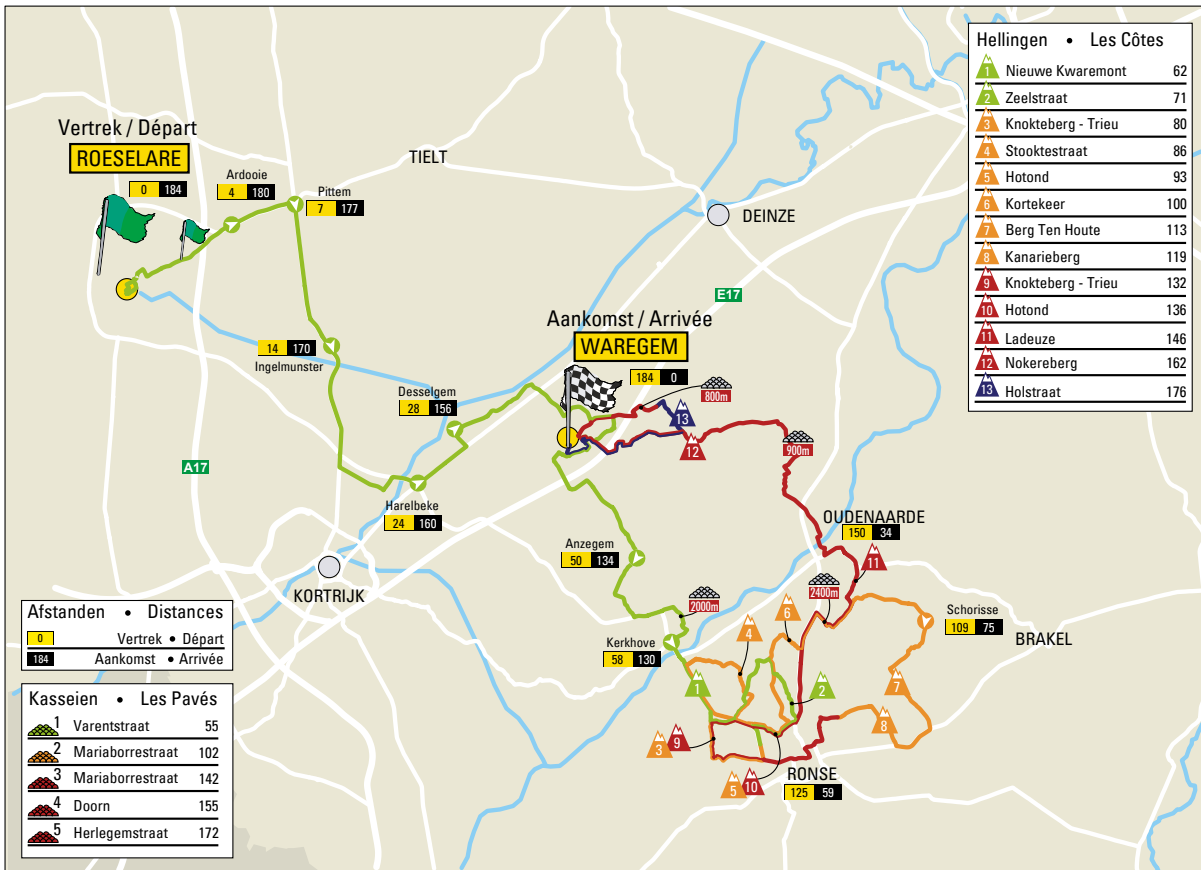 Vertrek / Départ
ROESELARE
0 184
Ardooie
4 180
Pittem
7 177
TIELT
DEINZE
E17
14 170
Ingelmunster
Aankomst / Arrivée
WAREGEM
184 0
800m
Desselgem
28 156
13
12
900m
A17
Harelbeke
24 160
OUDENAARDE
150 34
11
Anzegem
50 134
KORTRIJK
2000m
2400m
6
Schorisse
109 75
BRAKEL
Kerkhove
58 130
4
1
2
7
8
3
9
5
10
RONSE
125 59
Hellingen • Les Côtes
1 Nieuwe Kwaremont 62
2 Zeelstraat 71
3 Knokteberg - Trieu 80
4 Stooktestraat 86
5 Hotond 93
6 Kortekeer 100
7 Berg Ten Houte 113
8 Kanarieberg 119
9 Knokteberg - Trieu 132
10 Hotond 136
11 Ladeuze 146
12 Nokereberg 162
13 Holstraat 176
Afstanden • Distances
0 Vertrek • Départ
184 Aankomst • Arrivée
Kasseien • Les Pavés
1 Varentstraat 55
2 Mariaborrestraat 102
3 Mariaborrestraat 142
4 Doorn 155
5 Herlegemstraat 172